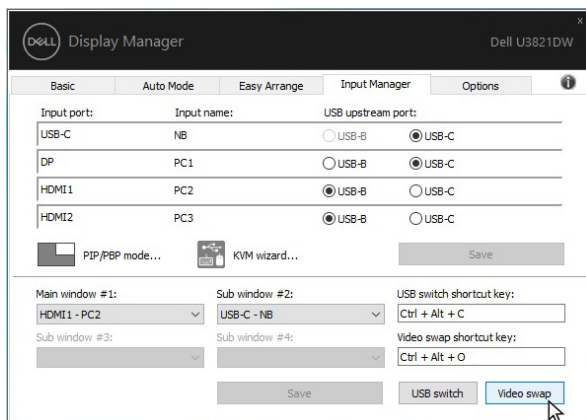 DELL Display Manager Dell U3821DW
x
Basic Auto Mode Easy Arrange Input Manager Options i
Input port: Input name: USB upstream port:
USB-C NB USB-B USB-C
DP PC1 USB-B USB-C
HDMI1 PC2 USB-B USB-C
HDMI2 PC3 USB-B USB-C
PIP/PBP mode... KVM wizard... Save
Main window #1: Sub window #2: USB switch shortcut key:
HDMI1 - PC2 USB-C - NB Ctrl + Alt + C
Sub window #3: Sub window #4: Video swap shortcut key:
Ctrl + Alt + O
Save USB switch Video swap